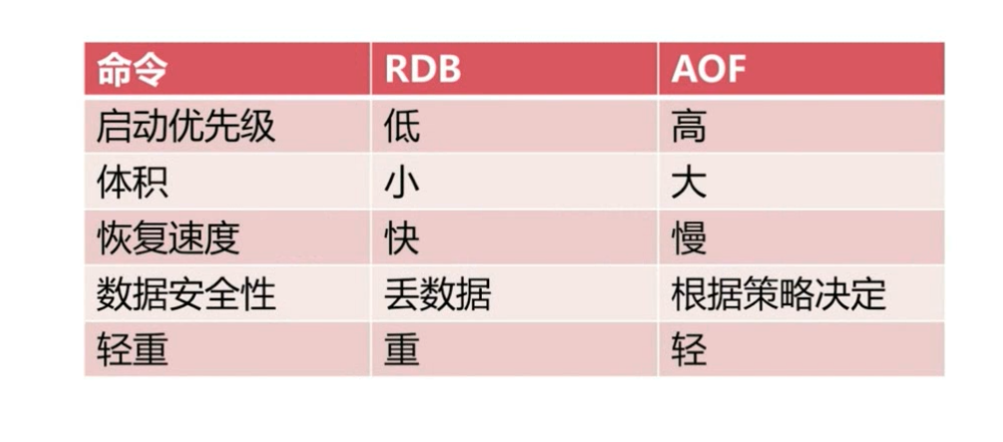 命令 RDB AOF
启动优先级 低 高
体积 小 大
恢复速度 快 慢
数据安全性 丢数据 根据策略决定
轻重 重 轻